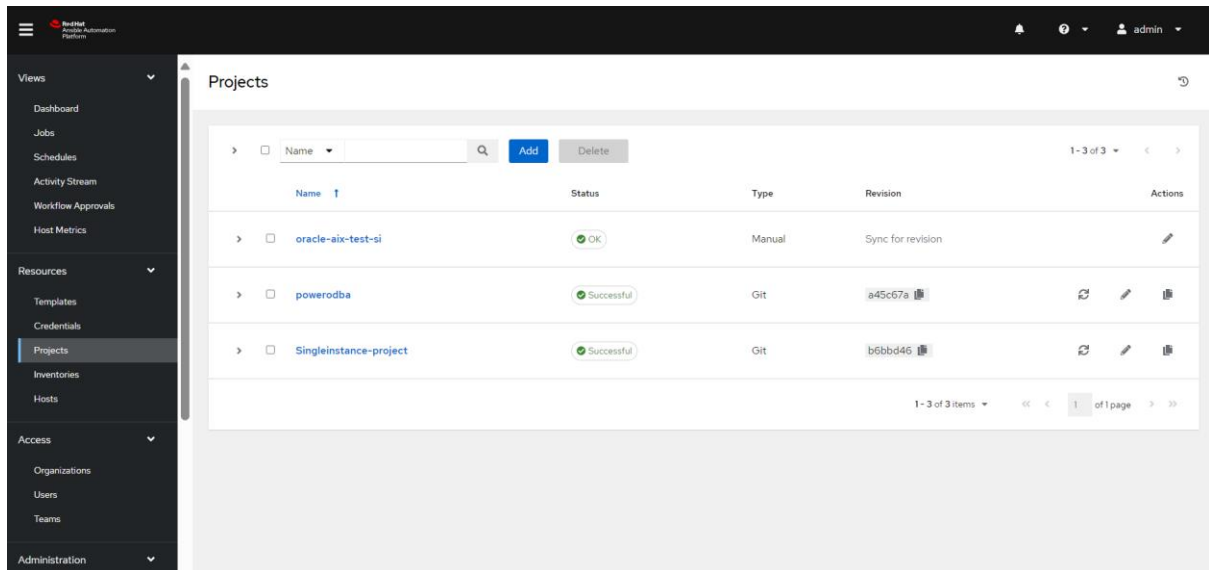 Red Hat
Ansible Automation
Platform
admin
Views
Dashboard
Jobs
Schedules
Activity Stream
Workflow Approvals
Host Metrics
Resources
Templates
Credentials
Projects
Inventories
Hosts
Access
Organizations
Users
Teams
Administration
Projects
Name Add Delete 1 - 3 of 3
Name Status Type Revision Actions
oracle-aix-test-si OK Manual Sync for revision
powerodba Successful Git a45c67a
Singleinstance-project Successful Git b6bbd46
1 - 3 of 3 items 1 of 1 page